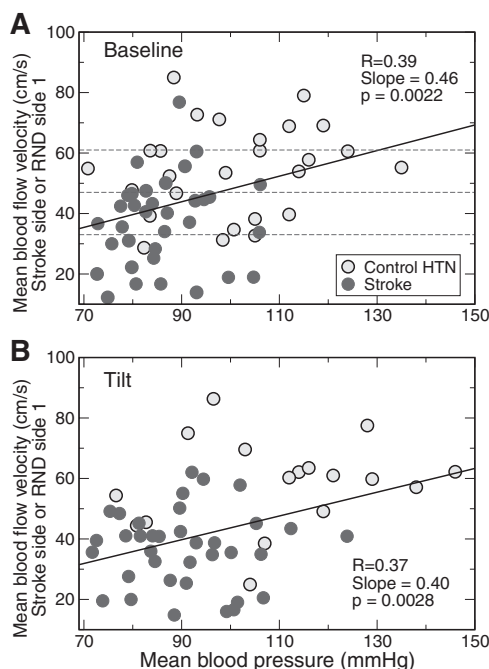 A
Baseline
R=0.39
Slope = 0.46
p = 0.0022
Mean blood flow velocity (cm/s)
Stroke side or RND side 1
100
80
60
40
20
Control HTN
Stroke
70
90
110
130
150
B
Tilt
R=0.37
Slope = 0.40
p = 0.0028
Mean blood flow velocity (cm/s)
Stroke side or RND side 1
100
80
60
40
20
70
90
110
130
150
Mean blood pressure (mmHg)